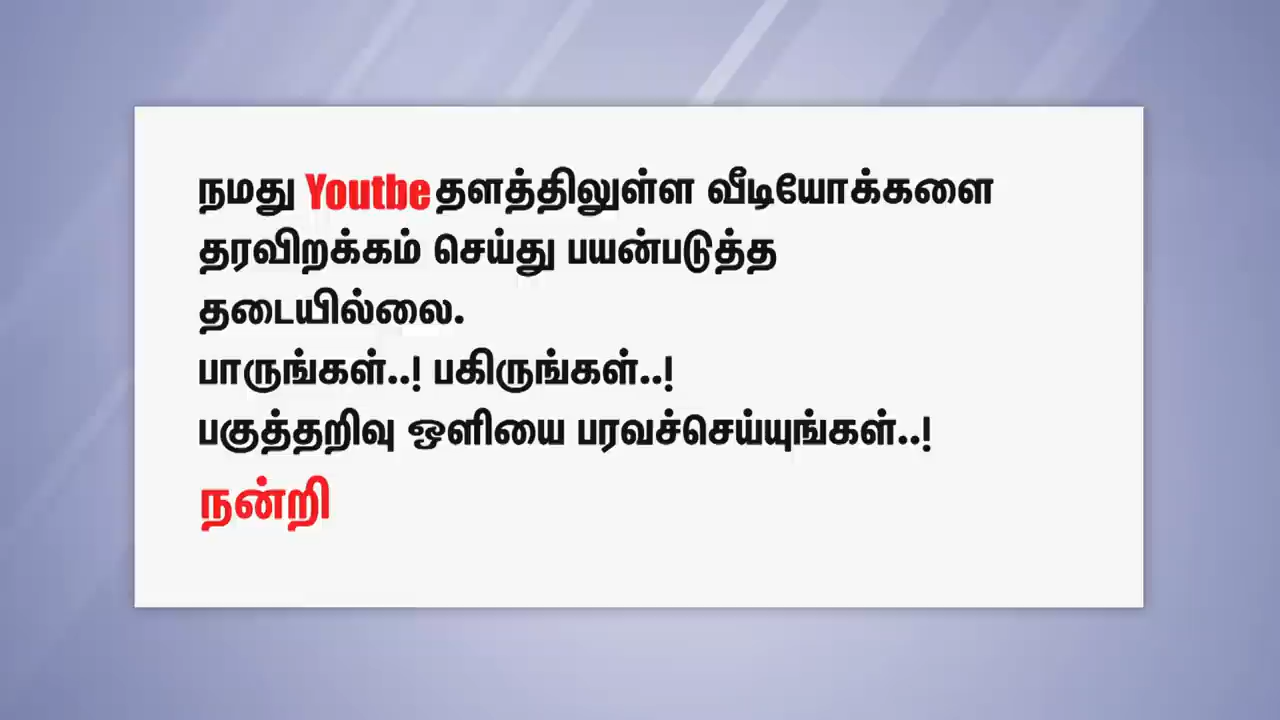 நமது Youtbe தளத்திலுள்ள வீடியோக்களை
தரவிறக்கம் செய்து பயன்படுத்த
தடையில்லை.
பாருங்கள்..! பகிருங்கள்..!
பகுத்தறிவு ஒளியை பரவச்செய்யுங்கள்..!
நன்றி